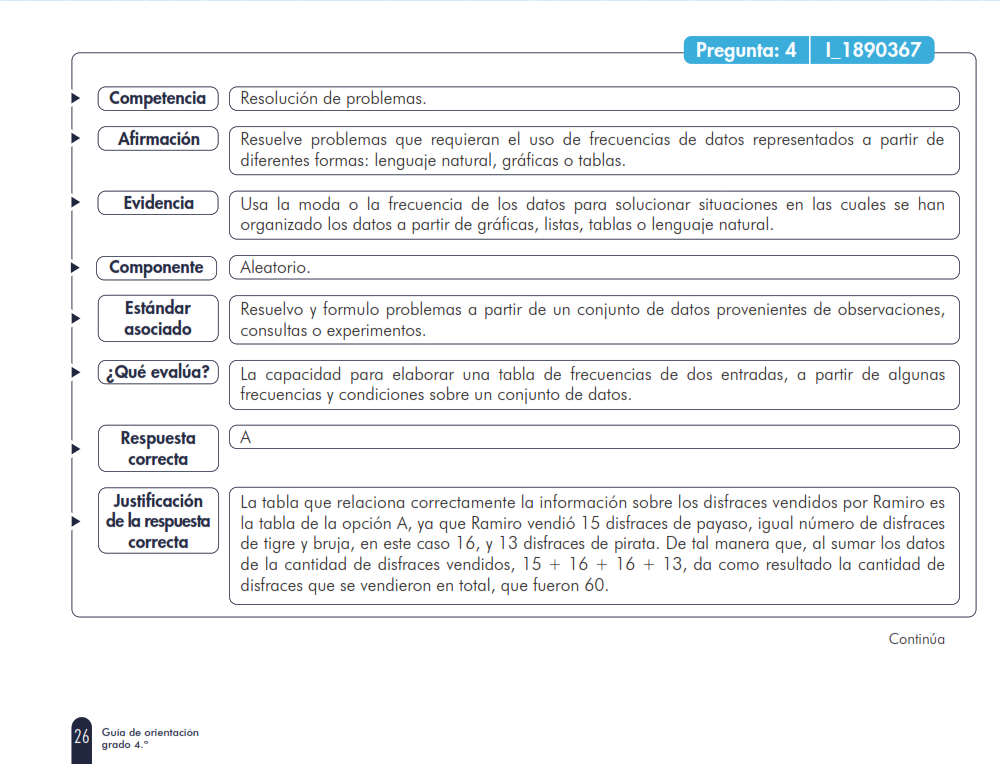 Pregunta: 4 I_1890367
Competencia
Resolución de problemas.
Afirmación
Resuelve problemas que requieran el uso de frecuencias de datos representados a partir de
diferentes formas: lenguaje natural, gráficas o tablas.
Evidencia
Usa la moda o la frecuencia de los datos para solucionar situaciones en las cuales se han
organizado los datos a partir de gráficas, listas, tablas o lenguaje natural.
Componente
Aleatorio.
Estándar
asociado
Resuelvo y formulo problemas a partir de un conjunto de datos provenientes de observaciones,
consultas o experimentos.
¿Qué evalúa?
La capacidad para elaborar una tabla de frecuencias de dos entradas, a partir de algunas
frecuencias y condiciones sobre un conjunto de datos.
Respuesta
correcta
A
Justificación
de la respuesta
correcta
La tabla que relaciona correctamente la información sobre los disfraces vendidos por Ramiro es
la tabla de la opción A, ya que Ramiro vendió 15 disfraces de payaso, igual número de disfraces
de tigre y bruja, en este caso 16, y 13 disfraces de pirata. De tal manera que, al sumar los datos
de la cantidad de disfraces vendidos, 15 + 16 + 16 + 13, da como resultado la cantidad de
disfraces que se vendieron en total, que fueron 60.
Continúa
26
Guía de orientación
grado 4.º